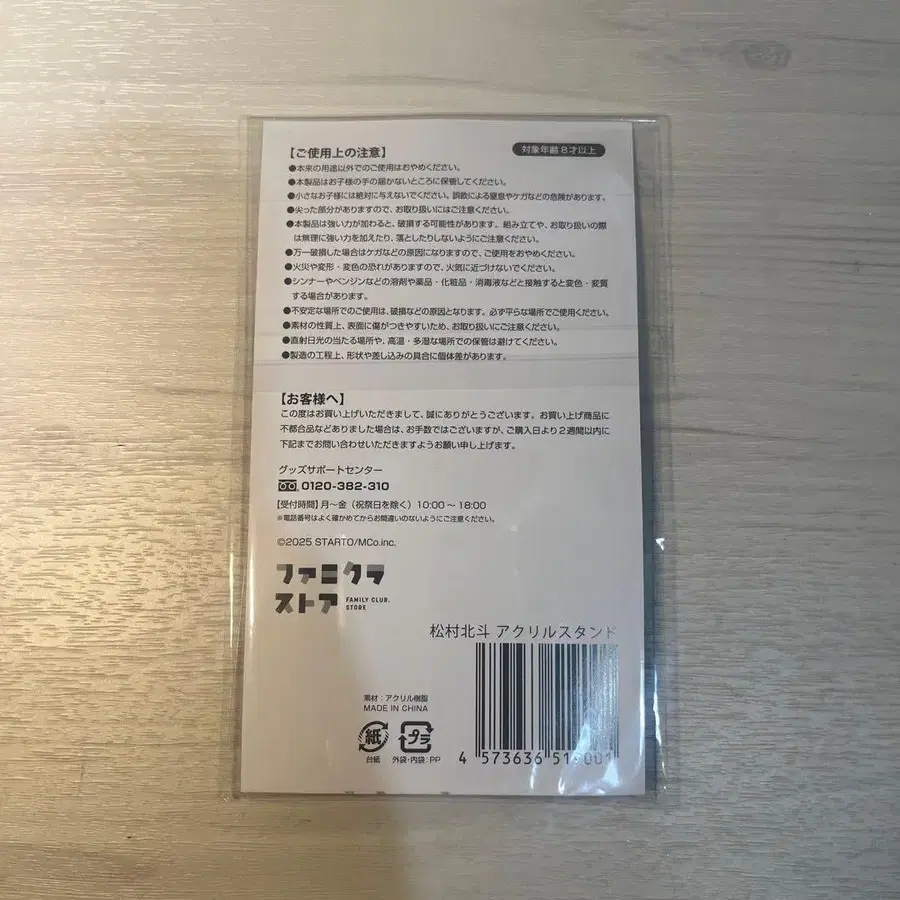 【ご使用上の注意】
対象年齢8才以上
●本来の用途以外でのご使用はおやめください。
●本製品はお子様の手の届かないところに保管してください。
●小さなお子様には絶対に与えないでください。誤飲による窒息やケガなどの危険があります。
●尖った部分がありますので、お取り扱いにはご注意ください。
●本製品は強い力が加わると、破損する可能性があります。組み立てや、お取り扱いの際
は無理に強い力を加えたり、落としたりしないようにご注意ください。
●万一破損した場合はケガなどの原因になりますので、ご使用をおやめください。
●火災や変形・変色の恐れがありますので、火気に近づけないでください。
●シンナーやベンジンなどの溶剤や薬品・化粧品・消毒液などと接触すると変色・変質
する場合があります。
●不安定な場所でのご使用は、破損などの原因となります。必ず平らな場所でご使用ください。
●素材の性質上、表面に傷がつきやすいため、お取り扱いにご注意ください。
●直射日光の当たる場所や、高温・多湿な場所での保管は避けてください。
●製造の工程上、形状や差し込みの具合に個体差があります。
【お客様へ】
この度はお買い上げいただきまして、誠にありがとうございます。お買い上げ商品に
不都合品などありました場合は、お手数ではございますが、ご購入日より2週間以内に
下記までお問い合わせいただきますようお願い申し上げます。
グッズサポートセンター
0120-382-310
【受付時間】月〜金（祝祭日を除く）10:00〜18:00
※電話番号はよく確かめてからお間違いのないようにご注意ください。
©2025 STARTO/MCo.inc.
ファミクラ
ストア
FAMILY CLUB.
STORE
松村北斗 アクリルスタンド
素材：アクリル樹脂
MADE IN CHINA
紙
台紙
プラ
外袋・内袋：PP
4 573636